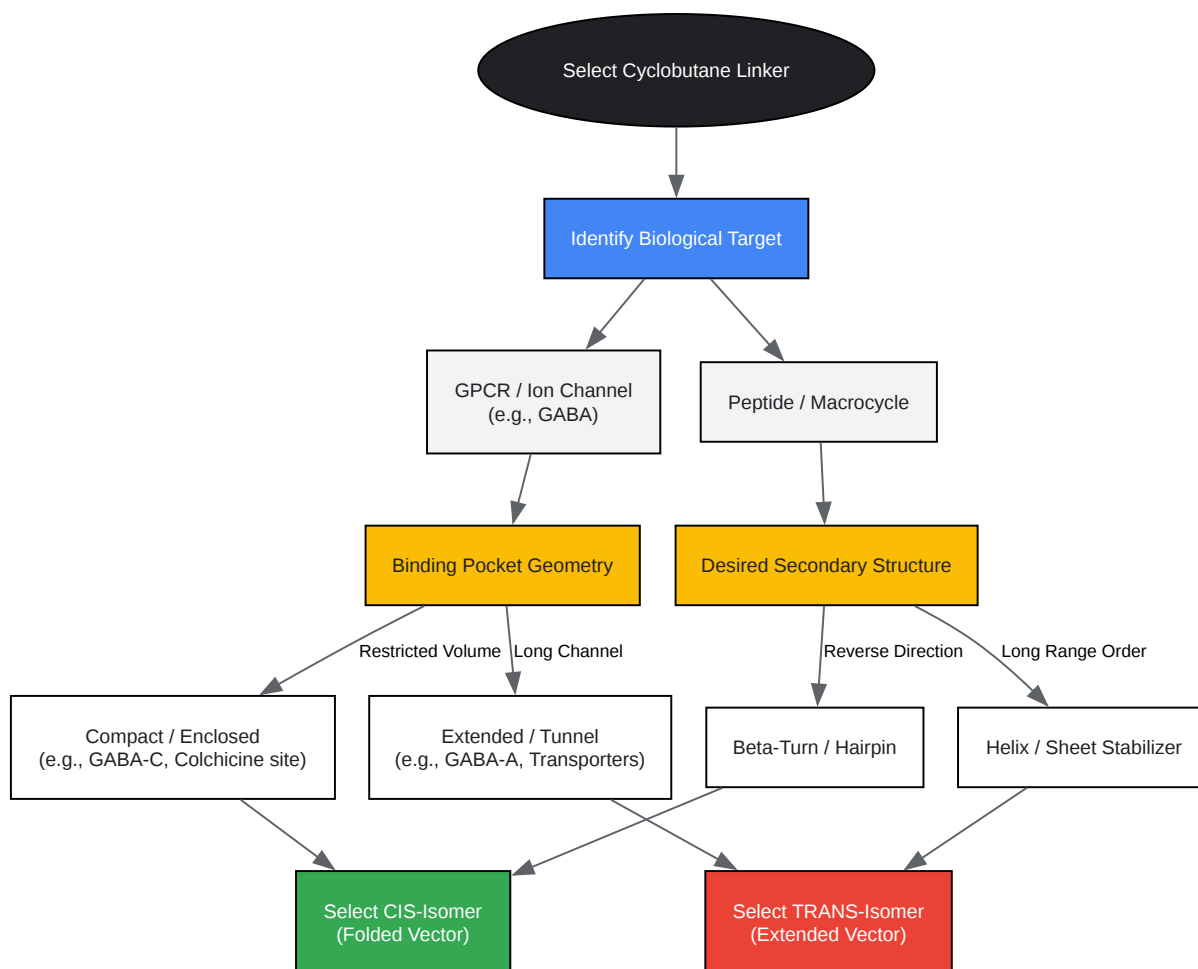 Select Cyclobutane Linker
Identify Biological Target
GPCR / Ion Channel
(e.g., GABA)
Peptide / Macrocycle
Binding Pocket Geometry
Desired Secondary Structure
Restricted Volume
Long Channel
Reverse Direction
Long Range Order
Compact / Enclosed
(e.g., GABA-C, Colchicine site)
Extended / Tunnel
(e.g., GABA-A, Transporters)
Beta-Turn / Hairpin
Helix / Sheet Stabilizer
Select CIS-Isomer
(Folded Vector)
Select TRANS-Isomer
(Extended Vector)